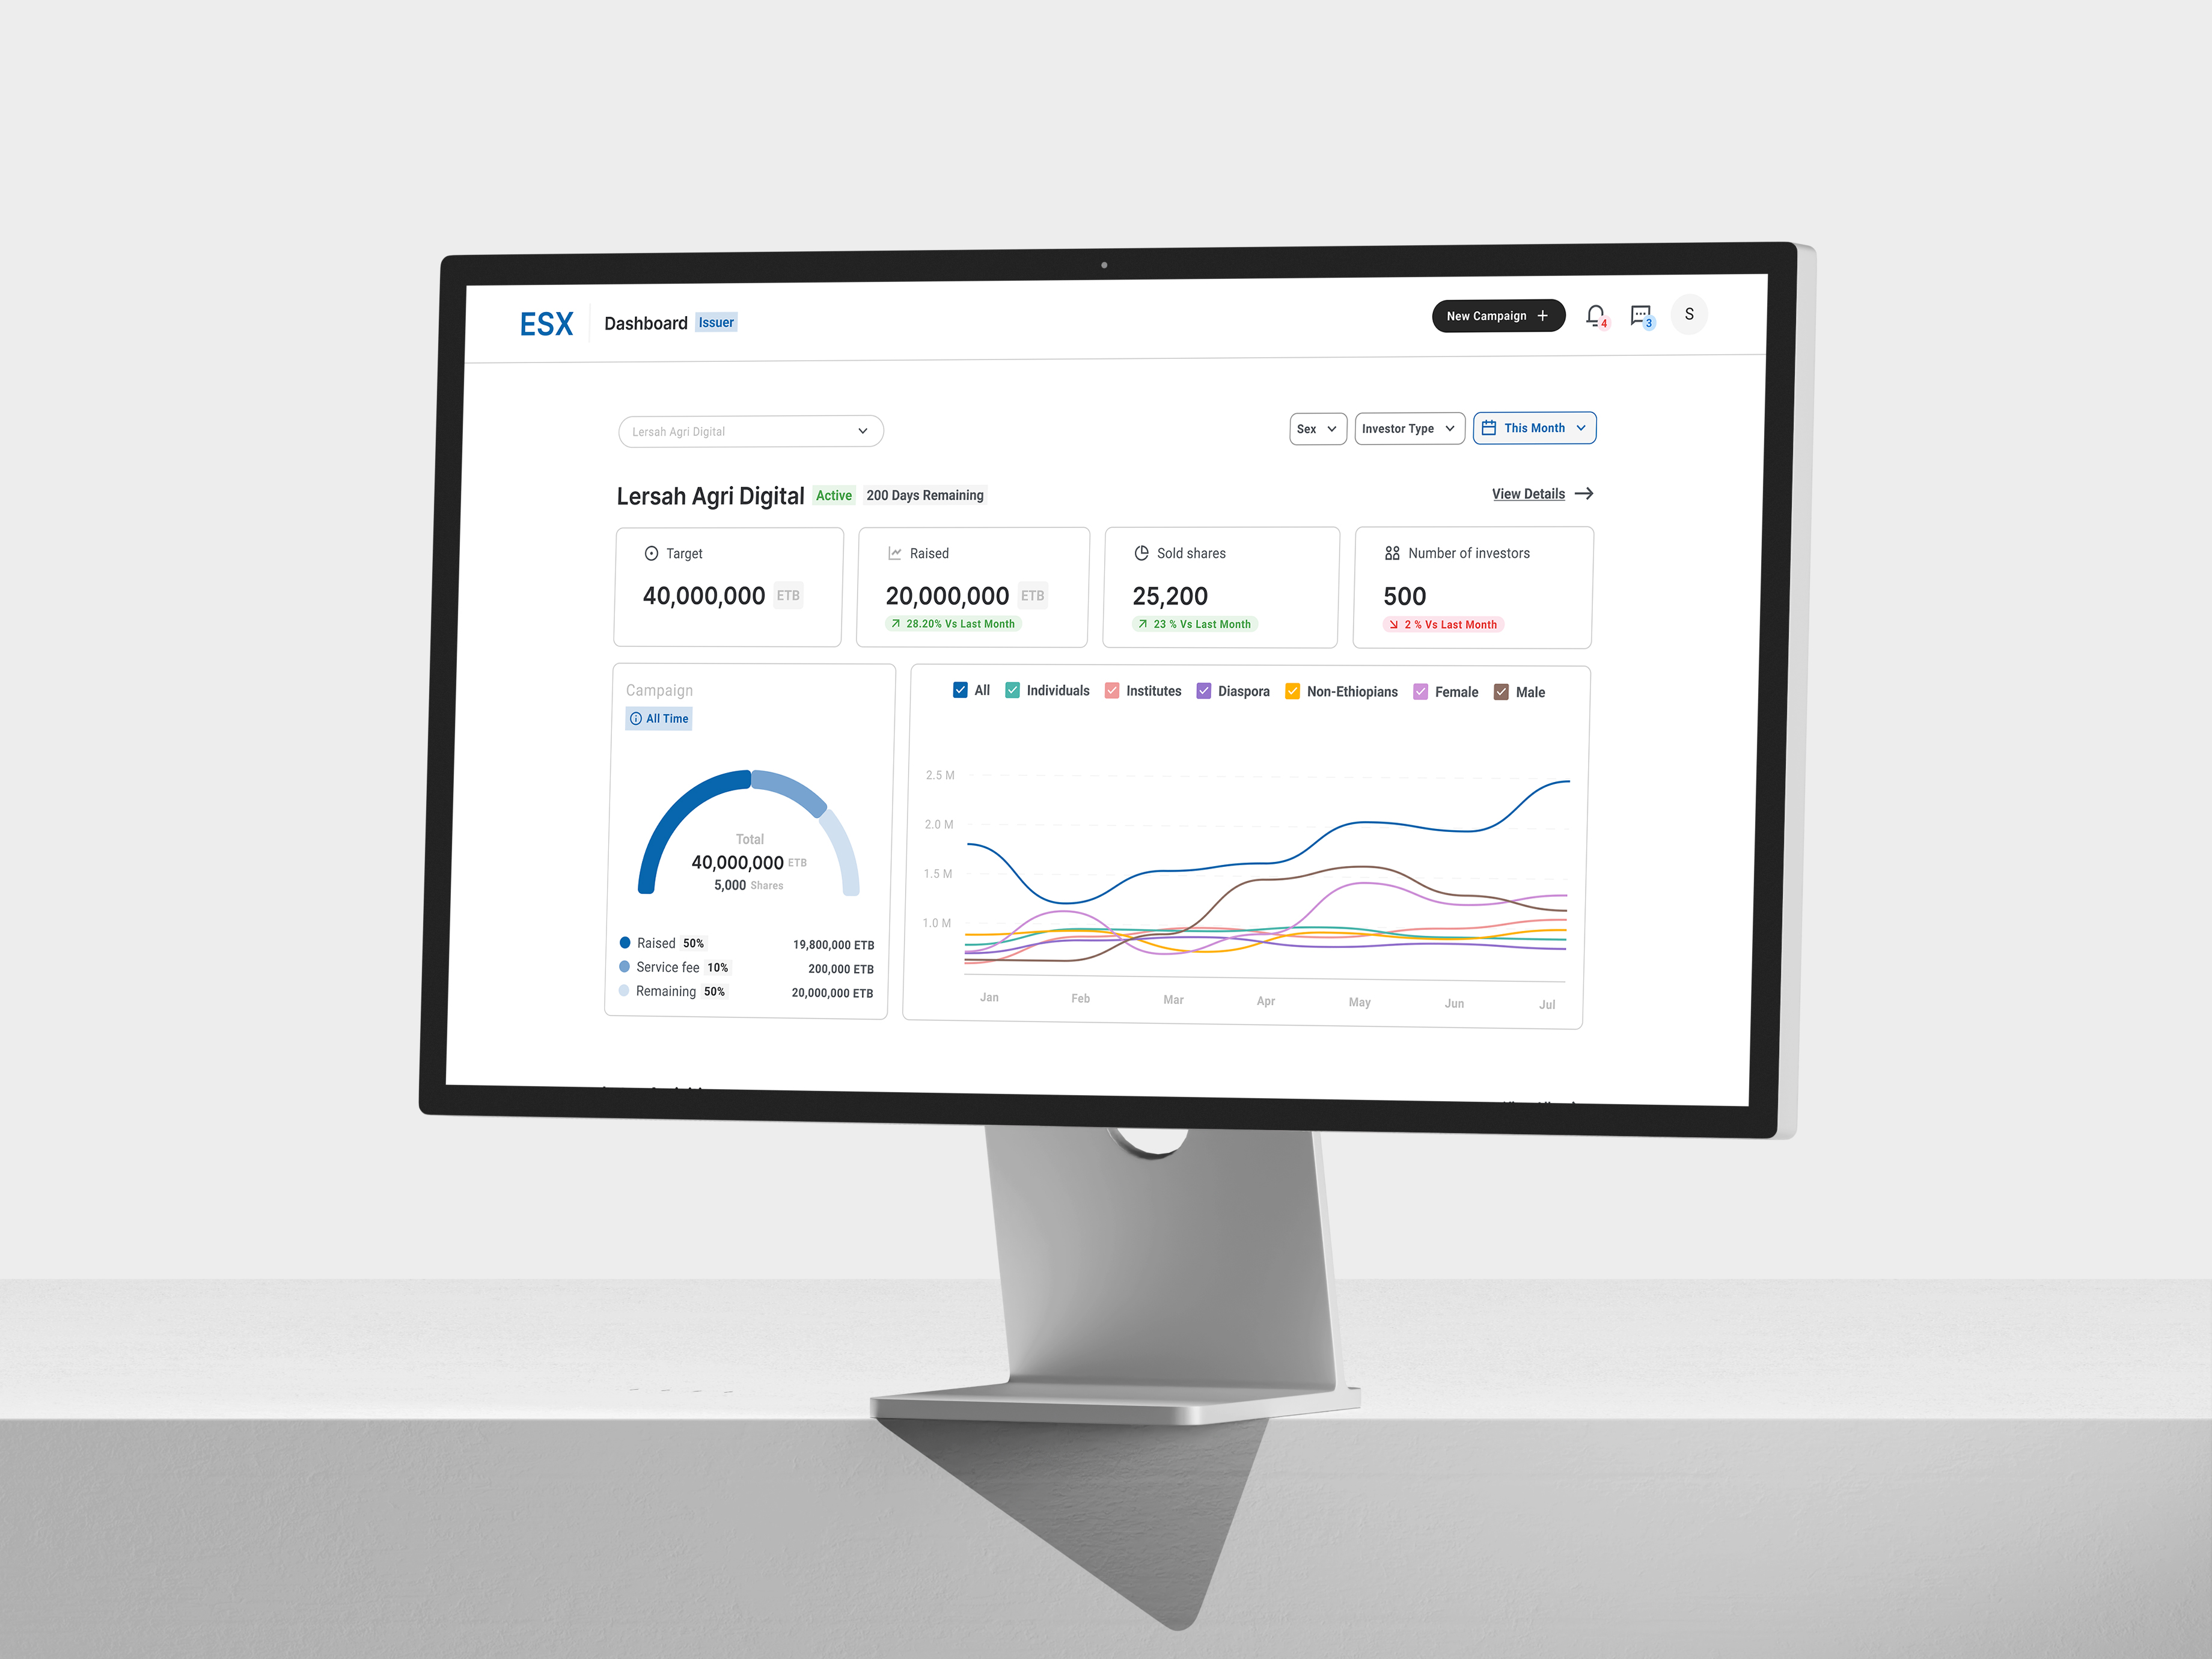 ESX
Dashboard Issuer
New Campaign
4
3
S
Lersah Agri Digital
Sex
Investor Type
This Month
Lersah Agri Digital Active 200 Days Remaining
View Details
Target
40,000,000 ETB
Raised
20,000,000 ETB
28.20% Vs Last Month
Sold shares
25,200
23 % Vs Last Month
Number of investors
500
2 % Vs Last Month
Campaign
All Time
Total
40,000,000 ETB
5,000 Shares
Raised 50% 19,800,000 ETB
Service fee 10% 200,000 ETB
Remaining 50% 20,000,000 ETB
All Individuals Institutes Diaspora Non-Ethiopians Female Male
2.5 M
2.0 M
1.5 M
1.0 M
Jan Feb Mar Apr May Jun Jul